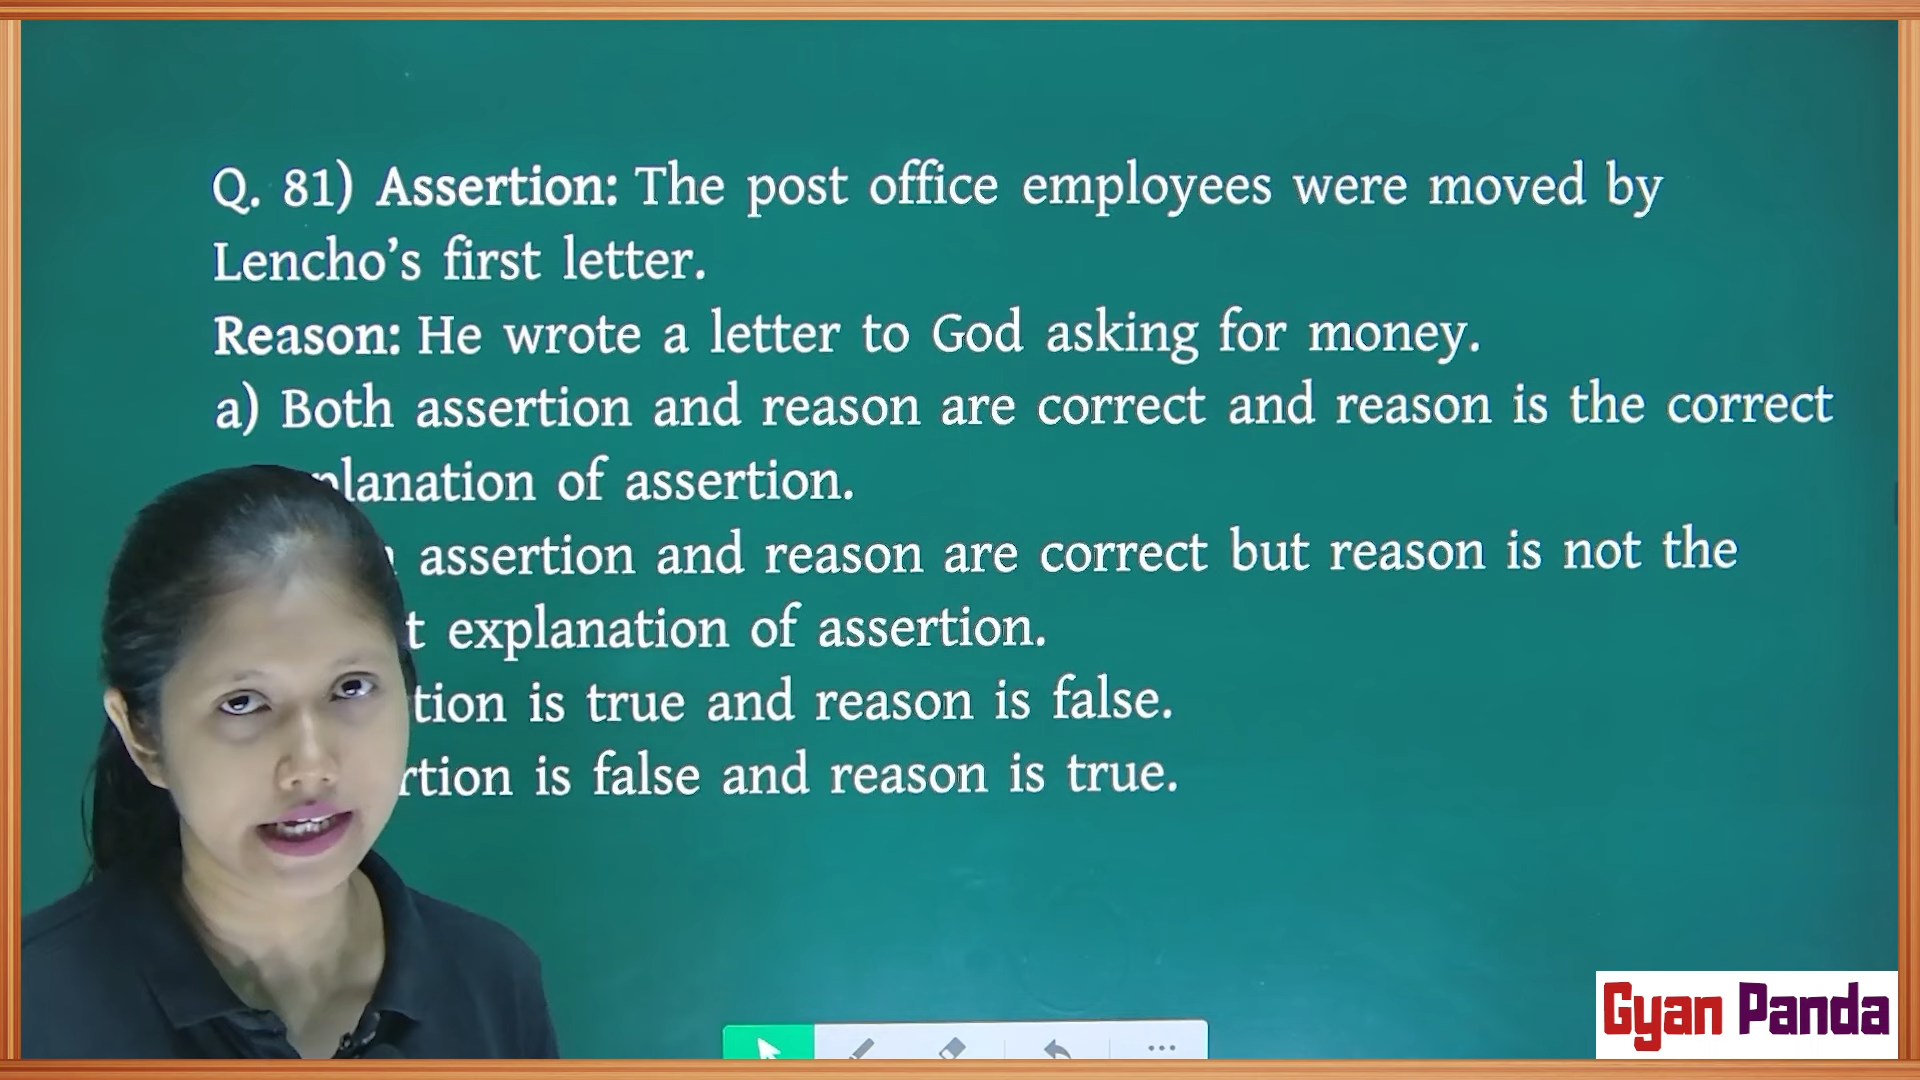 Q. 81) Assertion: The post office employees were moved by
Lencho’s first letter.
Reason: He wrote a letter to God asking for money.
a) Both assertion and reason are correct and reason is the correct
of assertion.
assertion and reason are correct but reason is not the
explanation of assertion.
is true and reason is false.
is false and reason is true.
Gyan Panda